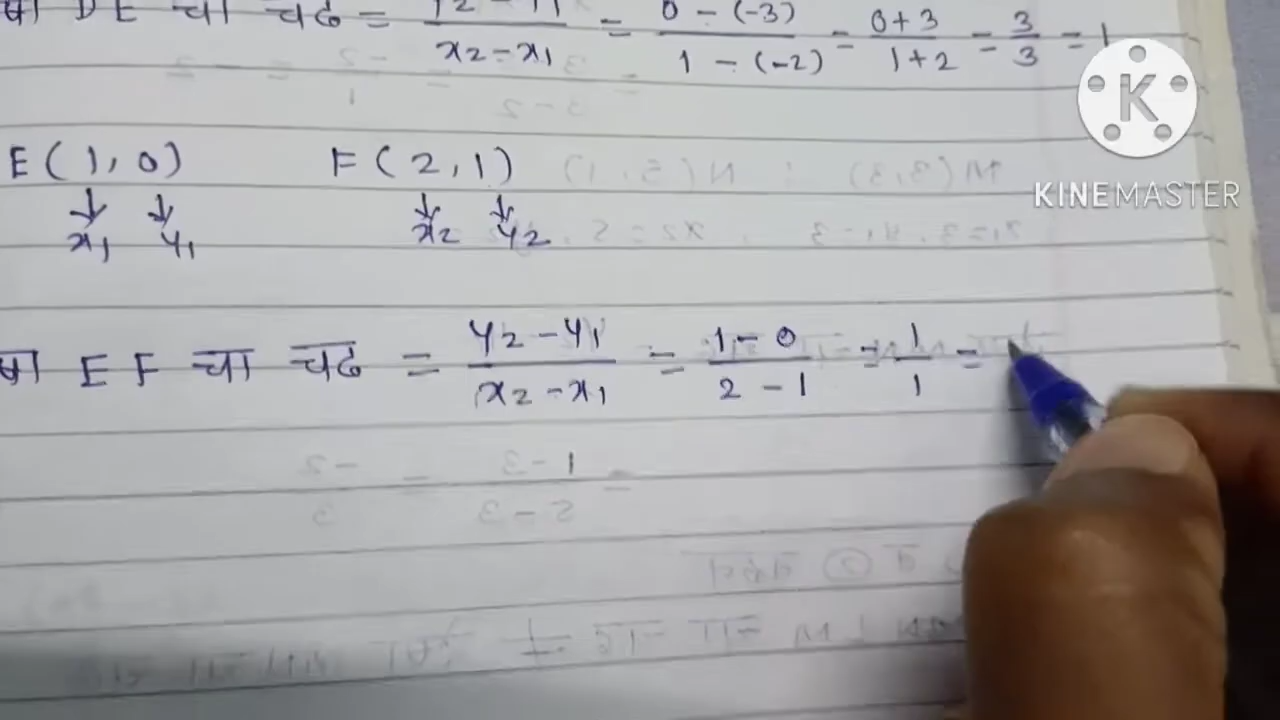 DE चा चढ = y2 - y1 / x2 - x1 = 0 - (-3) / 1 - (-2) = 0+3 / 1+2 = 3/3 = 1
E(1,0) F(2,1)
↓ ↓ ↓ ↓
x1 y1 x2 y2
EF चा चढ = y2 - y1 / x2 - x1 = 1 - 0 / 2 - 1 = 1/1 =
K
KINEMASTER